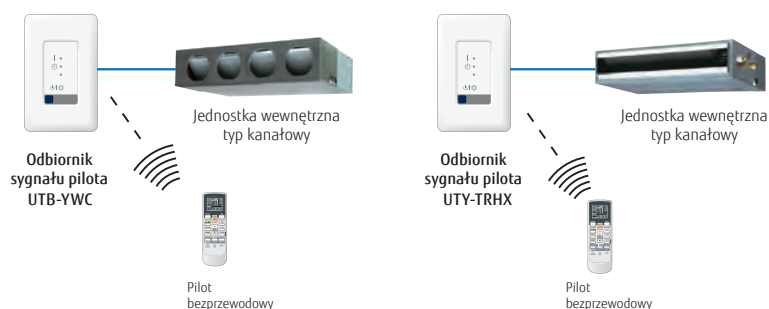 Jednostka wewnętrzna
typ kanałowy
Odbiornik
sygnału pilota
UTB-YWC
Pilot
bezprzewodowy
Jednostka wewnętrzna
typ kanałowy
Odbiornik
sygnału pilota
UTY-TRHX
Pilot
bezprzewodowy